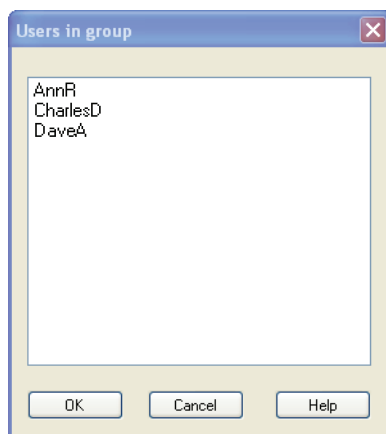 Users in group
AnnR
CharlesD
DaveA
OK
Cancel
Help